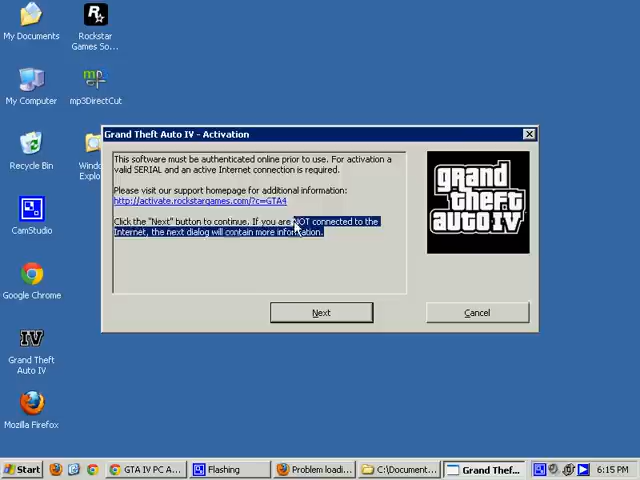 My Documents
Rockstar
Games So...
My Computer
mp3DirectCut
Recycle Bin
CamStudio
Google Chrome
Grand Theft
Auto IV
Mozilla Firefox
Grand Theft Auto IV - Activation
This software must be authenticated online prior to use. For activation a
valid SERIAL and an active Internet connection is required.
Please visit our support homepage for additional information:
http://activate.rockstargames.com/?c=GTA4
Click the "Next" button to continue. If you are NOT connected to the
Internet, the next dialog will contain more information.
Next
Cancel
grand
theft
auto IV
Start
GTA IV PC A...
Flashing
Problem loadi...
C:\Document...
Grand Thef...
6:15 PM